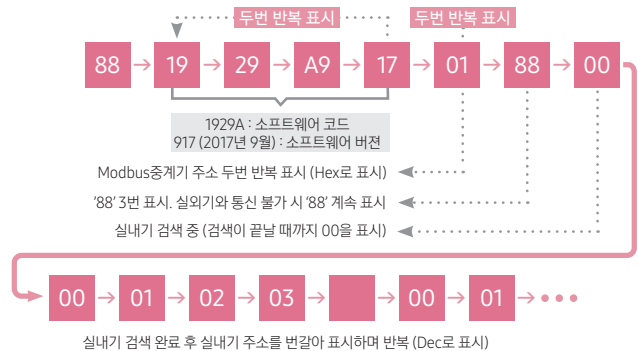 두번 반복 표시 두번 반복 표시
88 19 29 A9 17 01 88 00
1929A : 소프트웨어 코드
917 (2017년 9월) : 소프트웨어 버젼
Modbus중계기 주소 두번 반복 표시 (Hex로 표시)
'88' 3번 표시. 실외기와 통신 불가 시 '88' 계속 표시
실내기 검색 중 (검색이 끝날 때까지 00을 표시)
00 01 02 03 00 01
실내기 검색 완료 후 실내기 주소를 번갈아 표시하며 반복 (Dec로 표시)